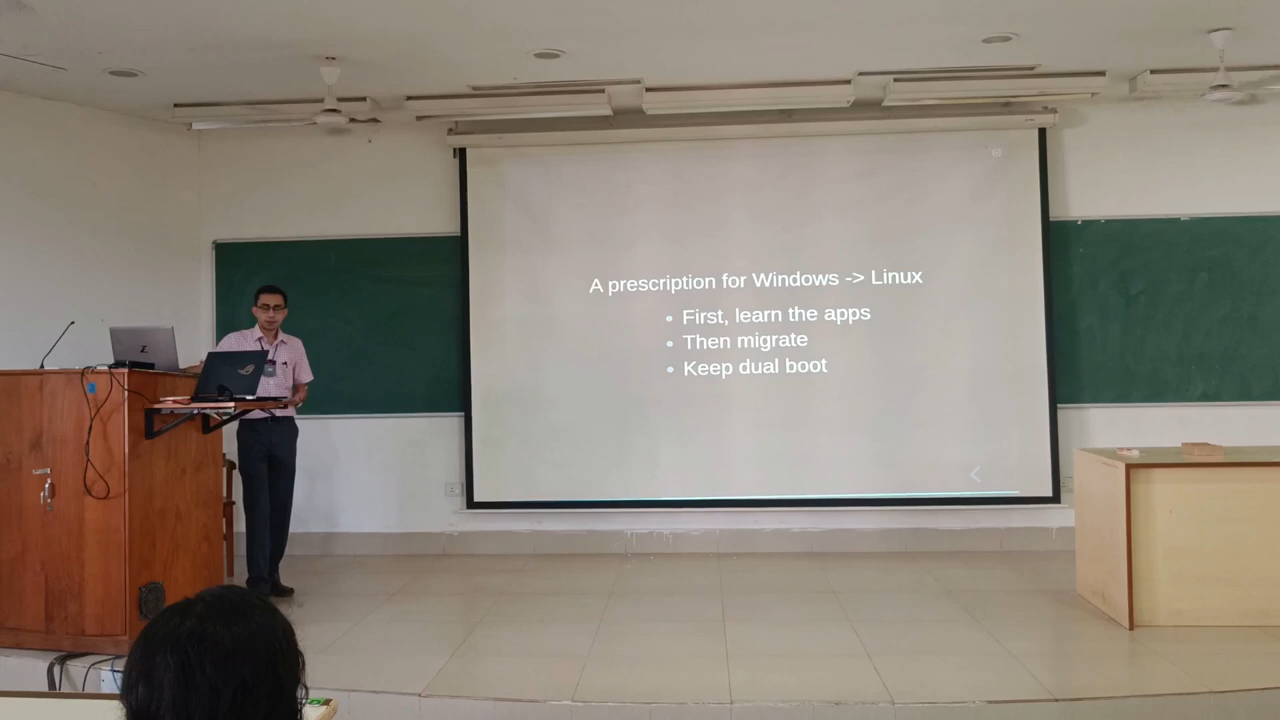 A prescription for Windows -> Linux
• First, learn the apps
• Then migrate
• Keep dual boot